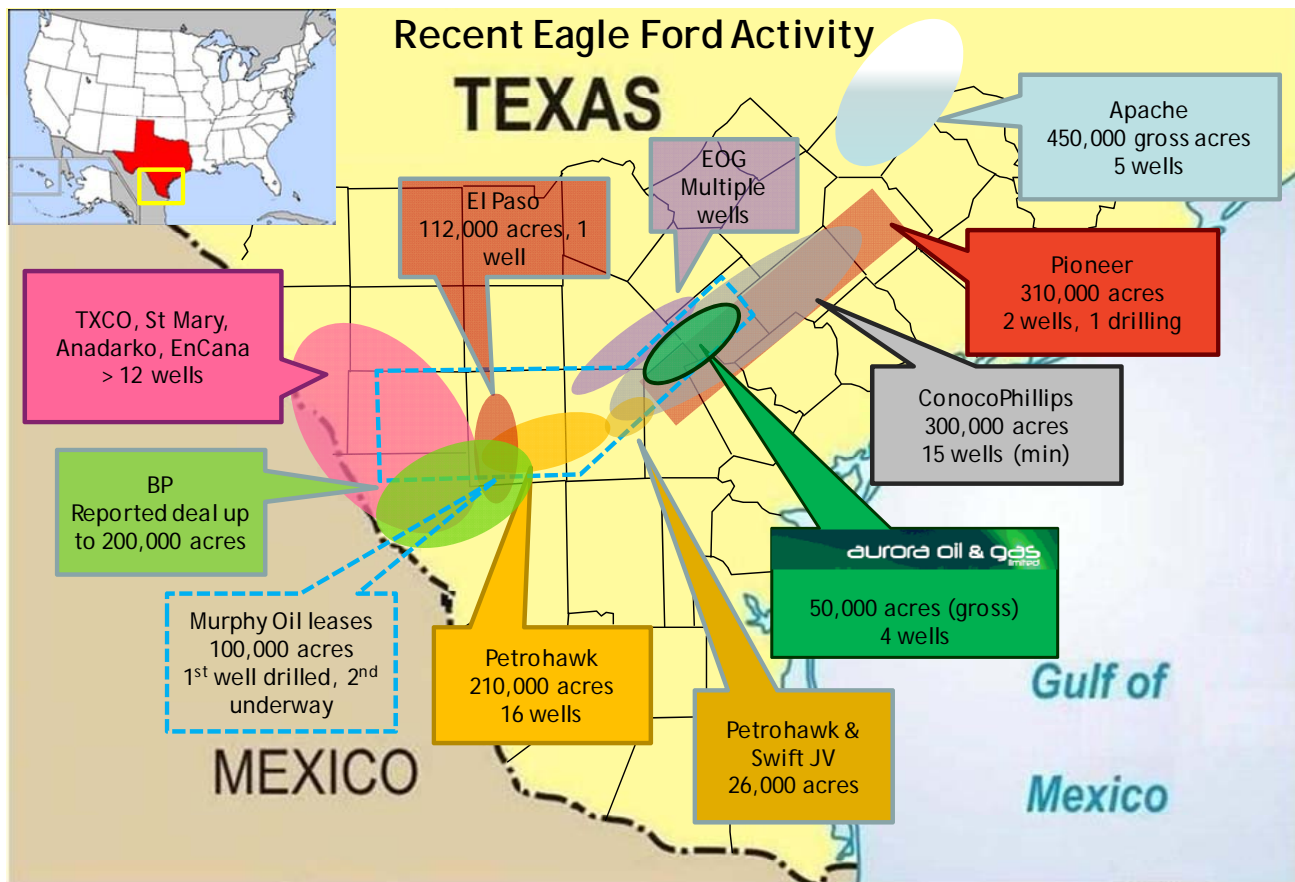 Recent Eagle Ford Activity
TEXAS
Apache
450,000 gross acres
5 wells
EOG
Multiple
wells
El Paso
112,000 acres, 1
well
Pioneer
310,000 acres
2 wells, 1 drilling
TXCO, St Mary,
Anadarko, EnCana
> 12 wells
ConocoPhillips
300,000 acres
15 wells (min)
BP
Reported deal up
to 200,000 acres
aurora oil & gas
limited
50,000 acres (gross)
4 wells
Murphy Oil leases
100,000 acres
1st well drilled, 2nd
underway
Petrohawk
210,000 acres
16 wells
Petrohawk &
Swift JV
26,000 acres
Gulf of
Mexico
MEXICO